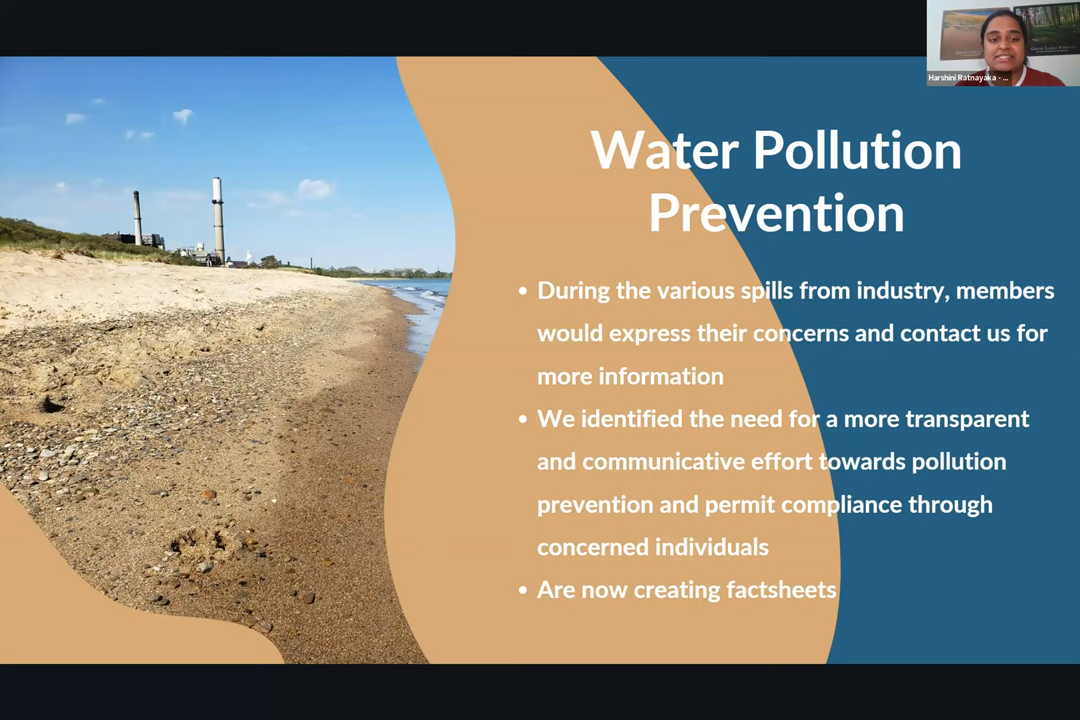 Harshini Ratnayaka - ...
Water Pollution
Prevention
• During the various spills from industry, members
would express their concerns and contact us for
more information
• We identified the need for a more transparent
and communicative effort towards pollution
prevention and permit compliance through
concerned individuals
• Are now creating factsheets